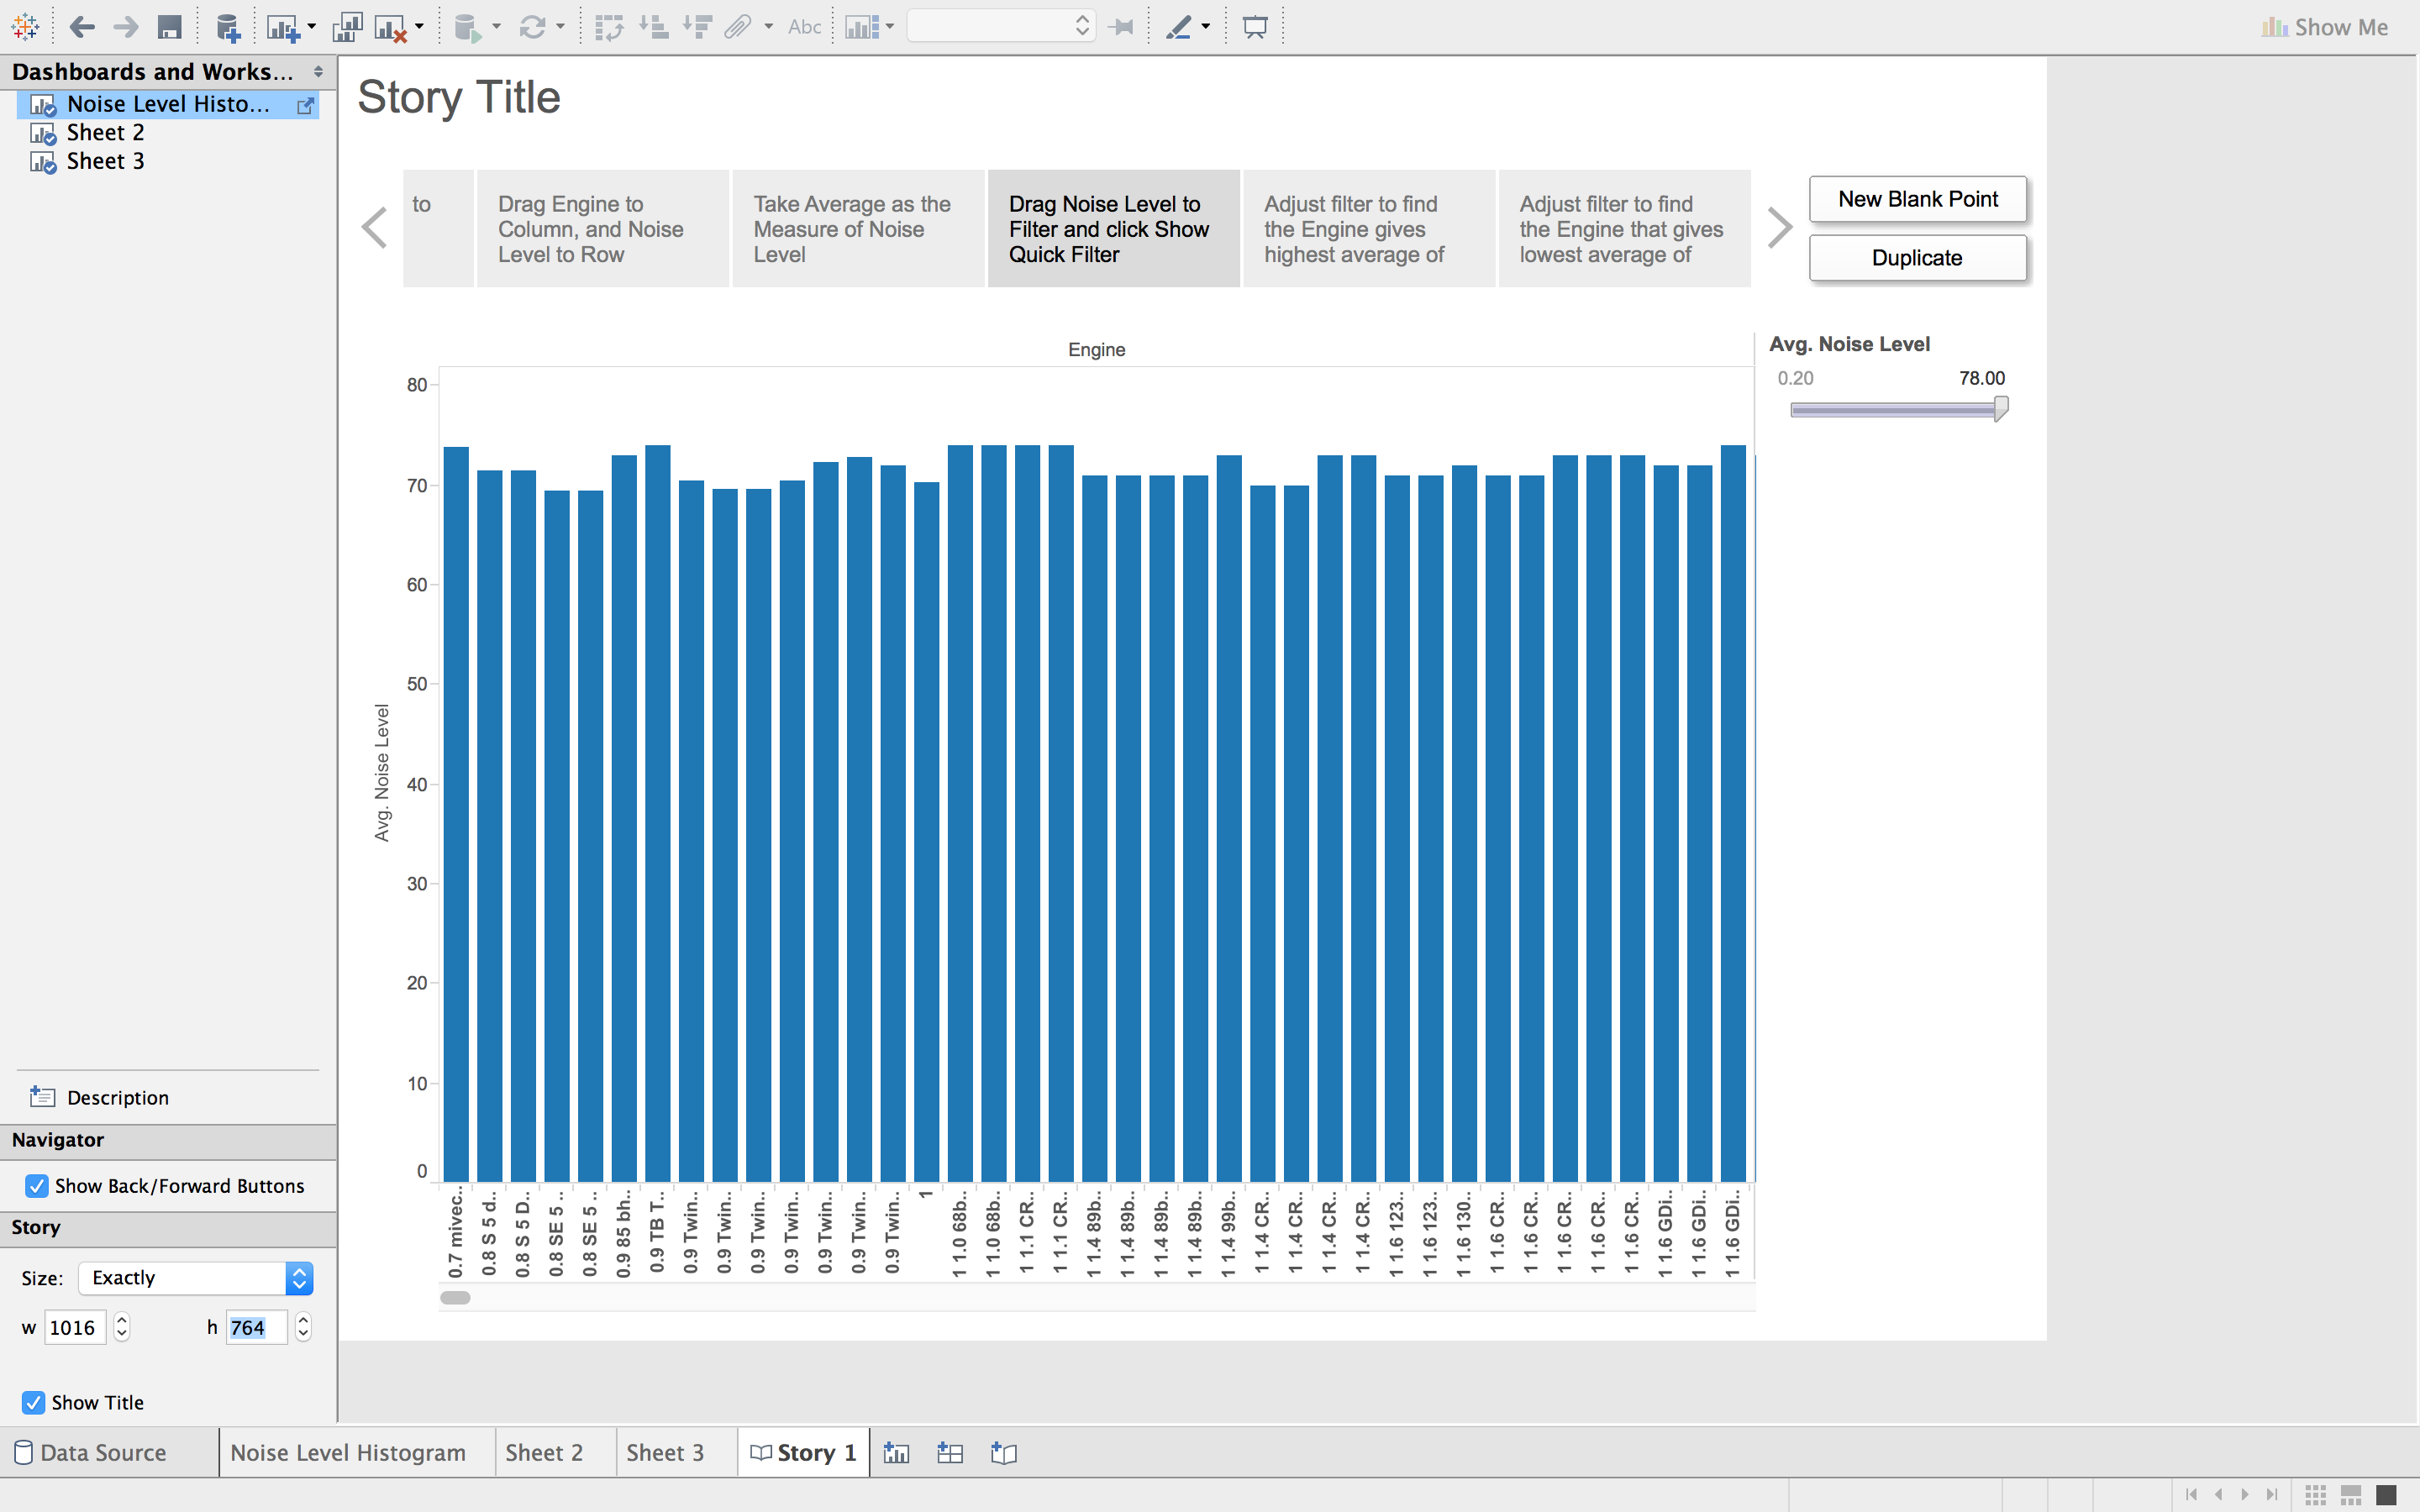 Abc
Show Me
Dashboards and Works...
Noise Level Histo...
Sheet 2
Sheet 3
Story Title
to
Drag Engine to
Column, and Noise
Level to Row
Take Average as the
Measure of Noise
Level
Drag Noise Level to
Filter and click Show
Quick Filter
Adjust filter to find
the Engine gives
highest average of
Adjust filter to find
the Engine that gives
lowest average of
New Blank Point
Duplicate
Engine
Avg. Noise Level
0.20
78.00
Avg. Noise Level
80
70
60
50
40
30
20
10
0
0.7 mivec..
0.8 S 5 d..
0.8 S 5 D..
0.8 SE 5 ..
0.8 SE 5 ..
0.9 85 bh..
0.9 TB T..
0.9 Twin..
0.9 Twin..
0.9 Twin..
0.9 Twin..
0.9 Twin..
0.9 Twin..
0.9 Twin..
1
1 1.0 68b..
1 1.0 68b..
1 1.1 CR..
1 1.1 CR..
1 1.4 89b..
1 1.4 89b..
1 1.4 89b..
1 1.4 89b..
1 1.4 99b..
1 1.4 CR..
1 1.4 CR..
1 1.4 CR..
1 1.4 CR..
1 1.6 123..
1 1.6 123..
1 1.6 130..
1 1.6 CR..
1 1.6 CR..
1 1.6 CR..
1 1.6 CR..
1 1.6 CR..
1 1.6 GDi..
1 1.6 GDi..
1 1.6 GDi..
Description
Navigator
Show Back/Forward Buttons
Story
Size: Exactly
w 1016 h 764
Show Title
Data Source
Noise Level Histogram
Sheet 2
Sheet 3
Story 1